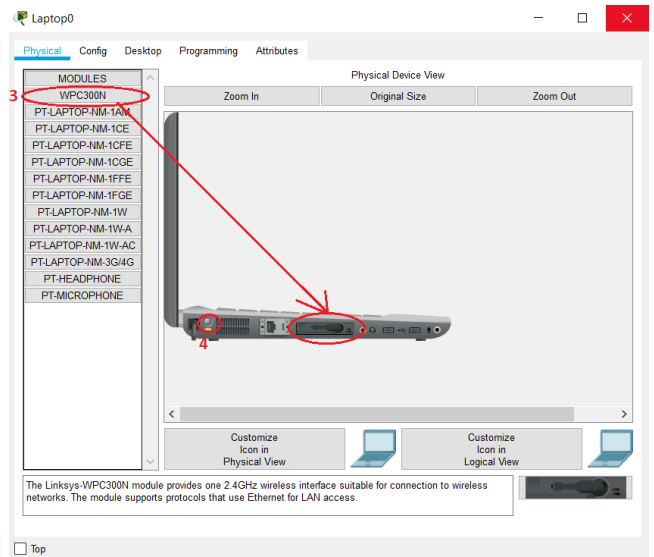 Laptop0
Physical Config Desktop Programming Attributes
MODULES
3 WPC300N
PT-LAPTOP-NM-1AM
PT-LAPTOP-NM-1CE
PT-LAPTOP-NM-1CFE
PT-LAPTOP-NM-1CGE
PT-LAPTOP-NM-1FFE
PT-LAPTOP-NM-1FGE
PT-LAPTOP-NM-1W
PT-LAPTOP-NM-1W-A
PT-LAPTOP-NM-1W-AC
PT-LAPTOP-NM-3G/4G
PT-HEADPHONE
PT-MICROPHONE
Physical Device View
Zoom In Original Size Zoom Out
4
Customize
Icon in
Physical View
Customize
Icon in
Logical View
The Linksys-WPC300N module provides one 2.4GHz wireless interface suitable for connection to wireless
networks. The module supports protocols that use Ethernet for LAN
access.
Top